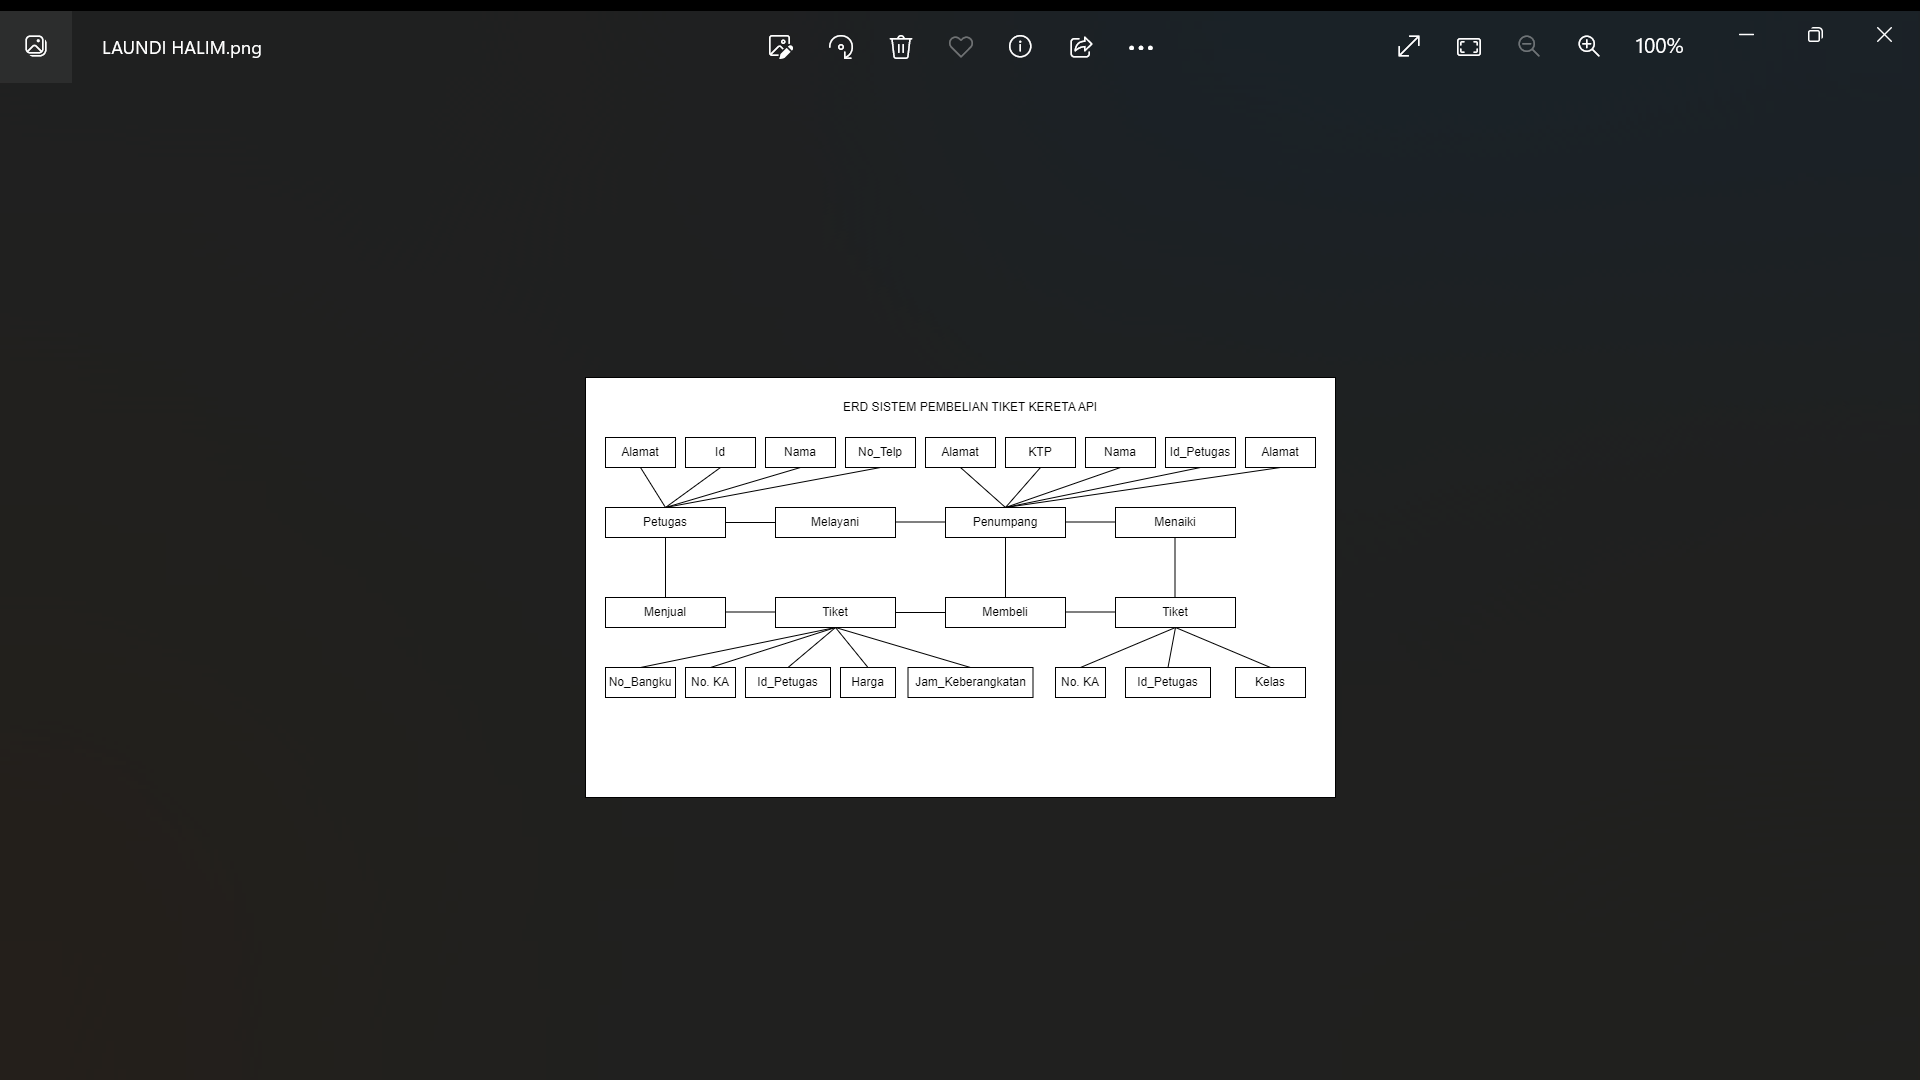 LAUNDI HALIM.png
100%
ERD SISTEM PEMBELIAN TIKET KERETA API
Alamat Id Nama No_Telp Alamat KTP Nama Id_Petugas Alamat
Petugas Melayani Penumpang Menaiki
Menjual Tiket Membeli Tiket
No_Bangku No. KA Id_Petugas Harga Jam_Keberangkatan No. KA Id_Petugas Kelas